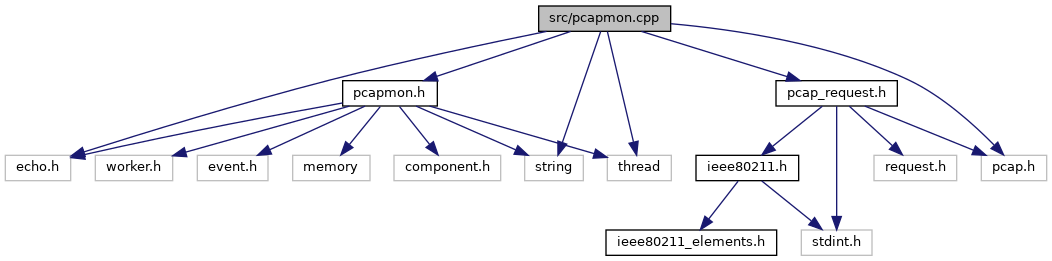 src/pcapmon.cpp
pcapmon.h
pcap_request.h
echo.h
worker.h
event.h
memory
component.h
string
thread
ieee80211.h
request.h
pcap.h
ieee80211_elements.h
stdint.h